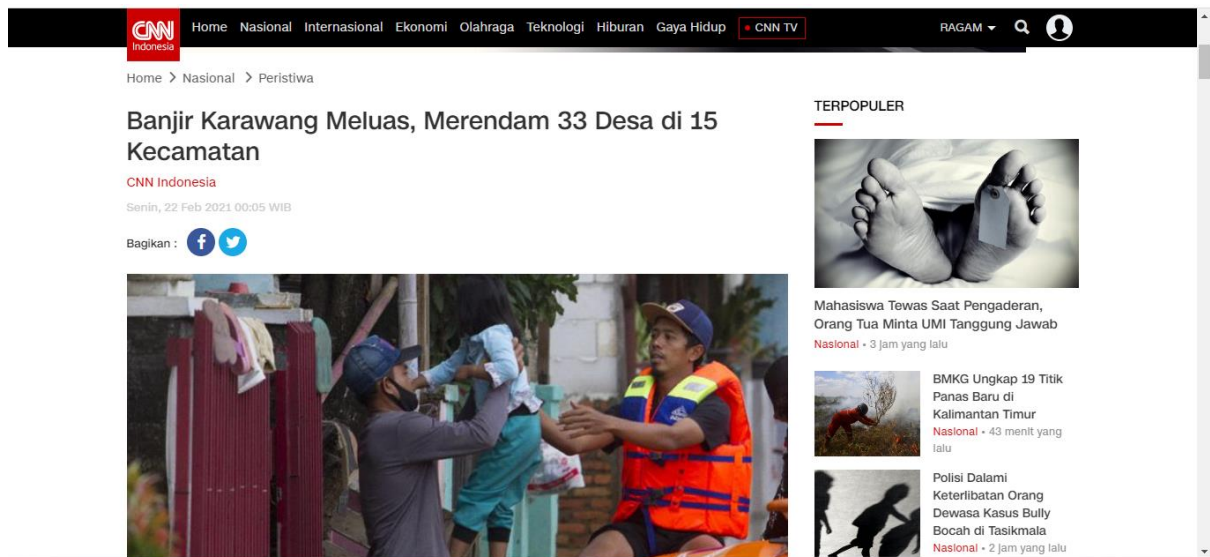 CNN
Indonesia
Home Nasional Internasional Ekonomi Olahraga Teknologi Hiburan Gaya Hidup • CNN TV
RAGAM
Home > Nasional > Peristiwa
Banjir Karawang Meluas, Merendam 33 Desa di 15
Kecamatan
CNN Indonesia
Senin, 22 Feb 2021 00:05 WIB
Bagikan :
TERPOPULER
Mahasiswa Tewas Saat Pengaderan,
Orang Tua Minta UMI Tanggung Jawab
Nasional • 3 jam yang lalu
BMKG Ungkap 19 Titik
Panas Baru di
Kalimantan Timur
Nasional • 43 menit yang
lalu
Polisi Dalami
Keterlibatan Orang
Dewasa Kasus Bully
Bocah di Tasikmala
Nasional • 2 jam yang lalu